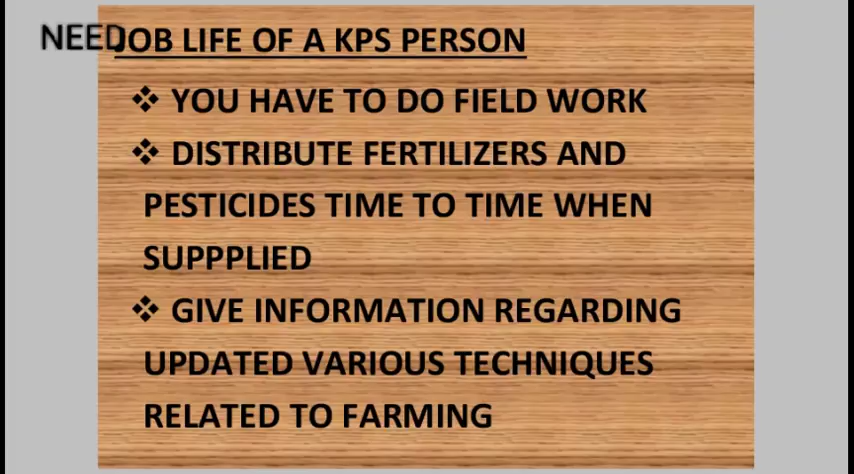 NEED
JOB LIFE OF A KPS PERSON
❖ YOU HAVE TO DO FIELD WORK
❖ DISTRIBUTE FERTILIZERS AND
PESTICIDES TIME TO TIME WHEN
SUPPPLIED
❖ GIVE INFORMATION REGARDING
UPDATED VARIOUS TECHNIQUES
RELATED TO FARMING